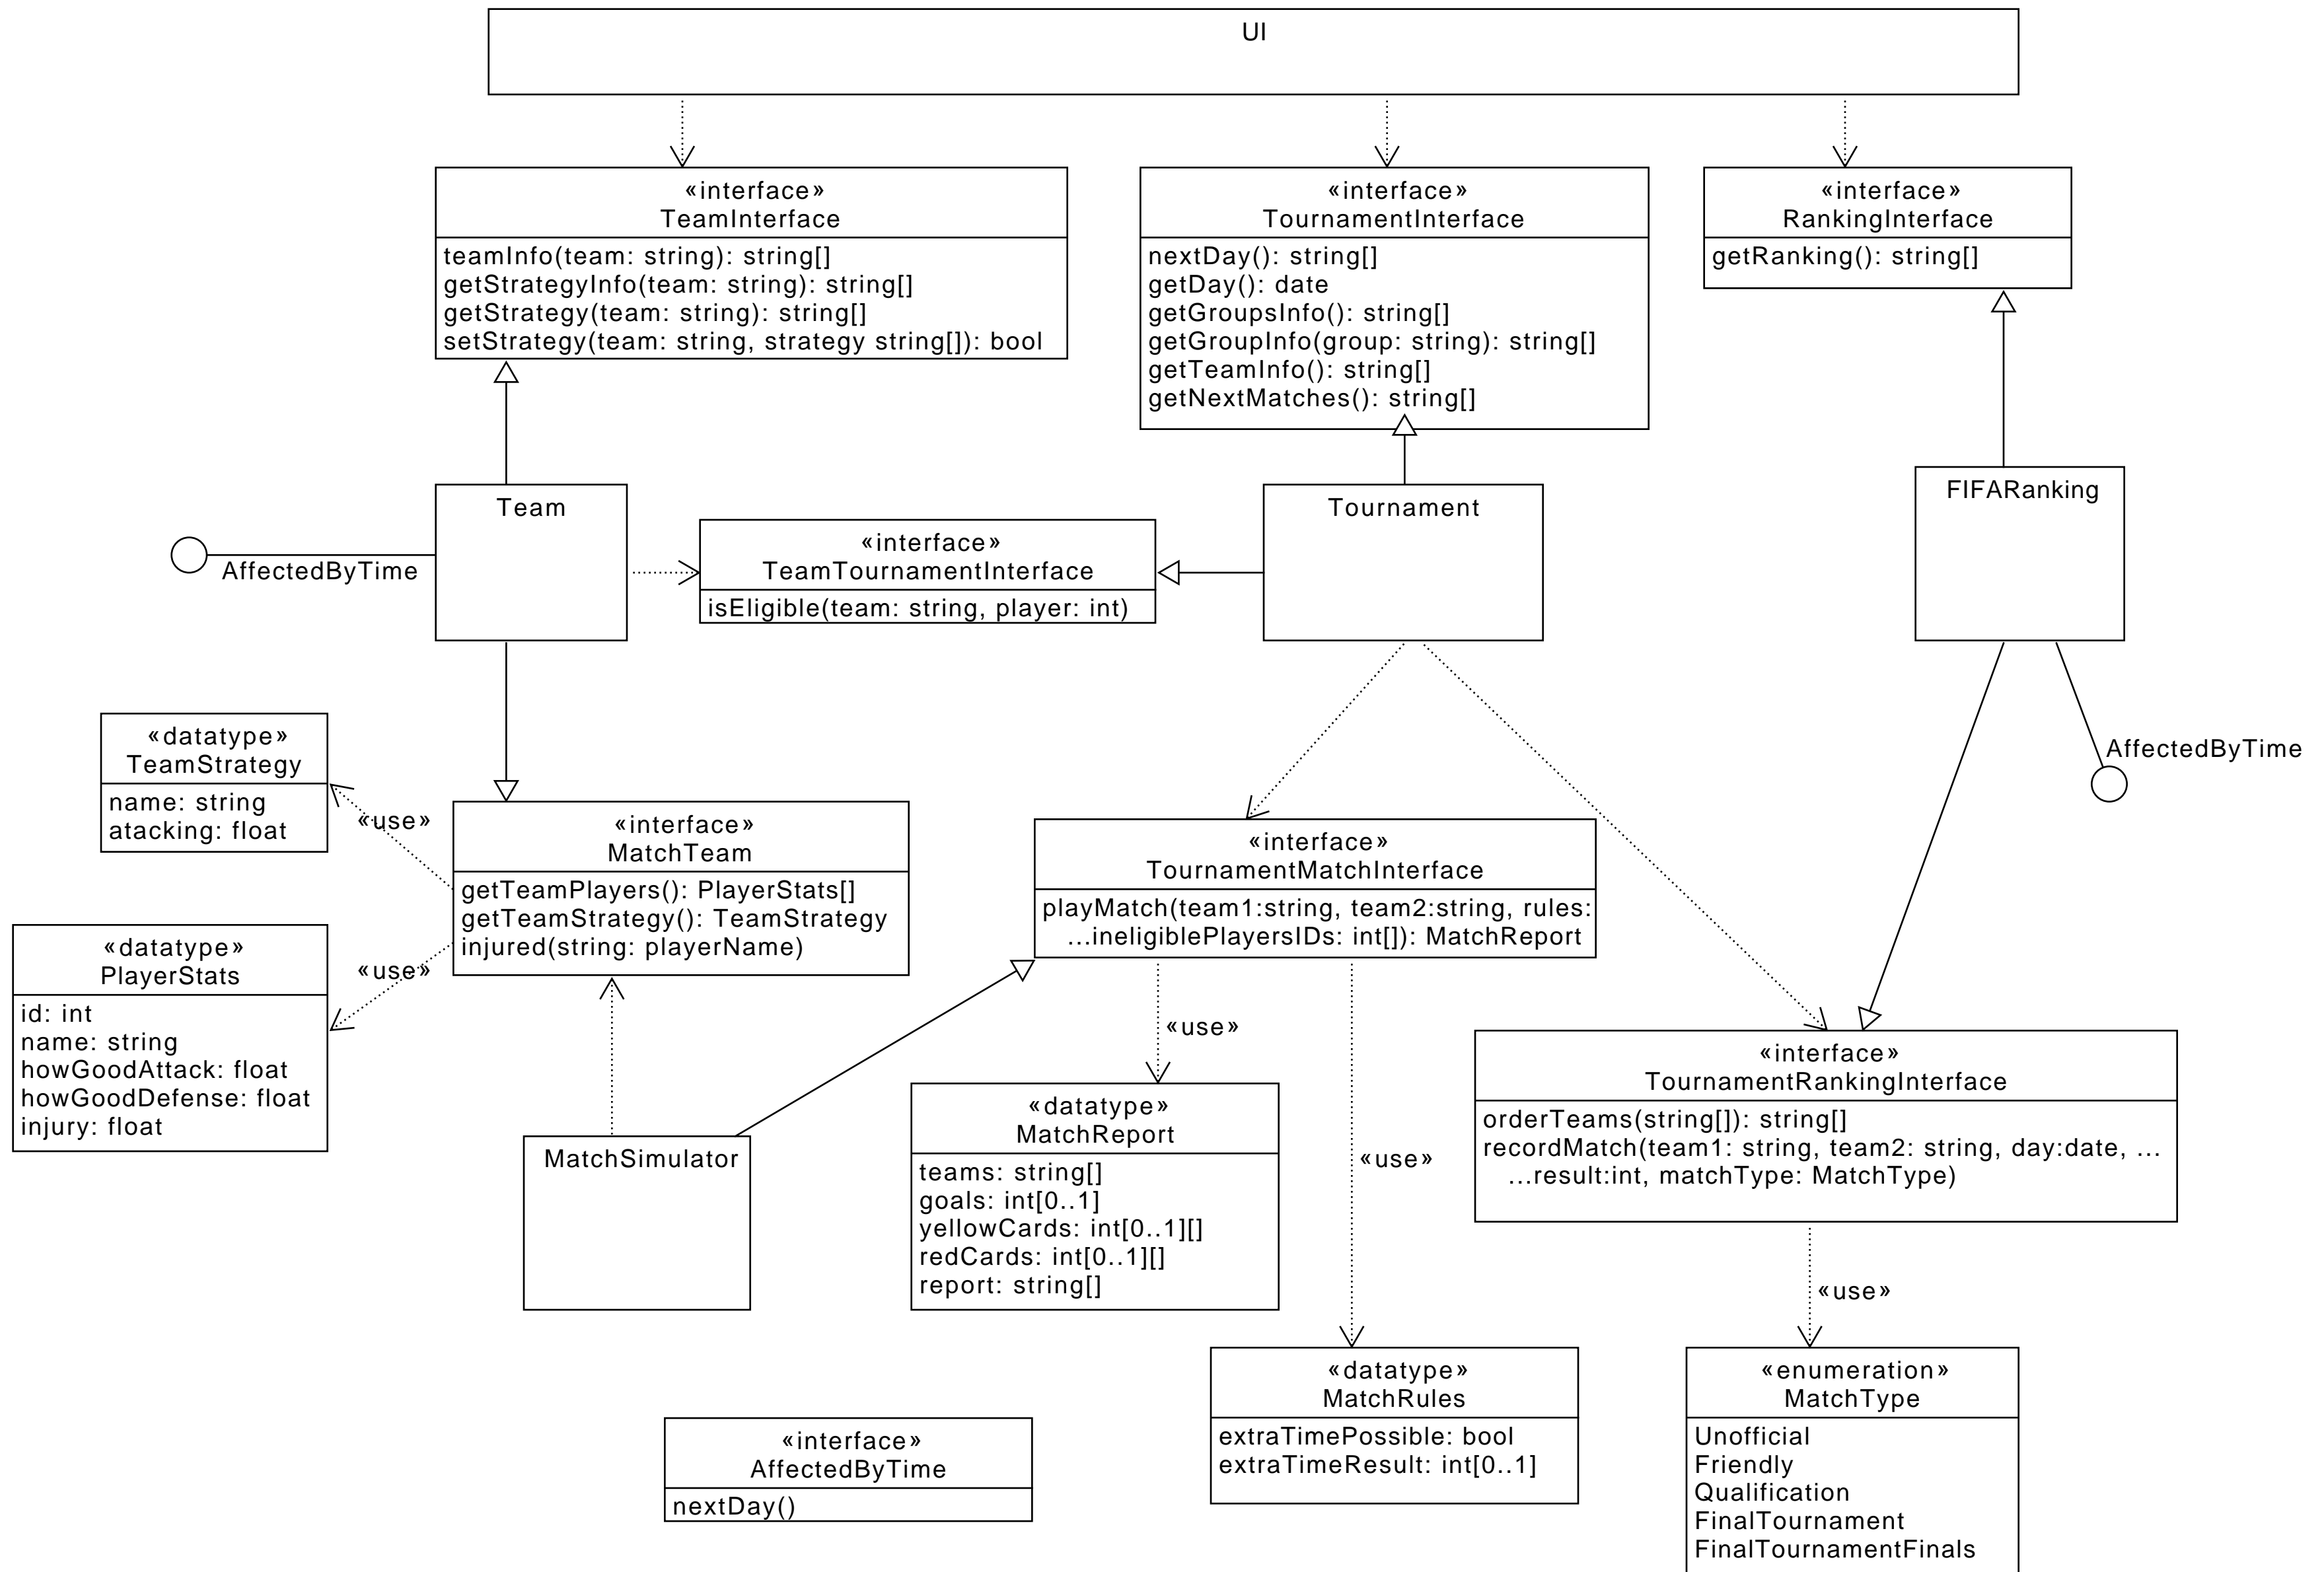 UI
«interface»
TeamInterface
teamInfo(team: string): string[]
getStrategyInfo(team: string): string[]
getStrategy(team: string): string[]
setStrategy(team: string, strategy string[]): bool
«interface»
TournamentInterface
nextDay(): string[]
getDay(): date
getGroupsInfo(): string[]
getGroupInfo(group: string): string[]
getTeamInfo(): string[]
getNextMatches(): string[]
«interface»
RankingInterface
getRanking(): string[]
Team
AffectedByTime
«interface»
TeamTournamentInterface
isEligible(team: string, player: int)
Tournament
FIFARanking
AffectedByTime
«datatype»
TeamStrategy
name: string
atacking: float
«use»
«datatype»
PlayerStats
id: int
name: string
howGoodAttack: float
howGoodDefense: float
injury: float
«use»
«interface»
MatchTeam
getTeamPlayers(): PlayerStats[]
getTeamStrategy(): TeamStrategy
injured(string: playerName)
«interface»
TournamentMatchInterface
playMatch(team1:string, team2:string, rules:
...ineligiblePlayersIDs: int[]): MatchReport
«use»
«use»
MatchSimulator
«datatype»
MatchReport
teams: string[]
goals: int[0..1]
yellowCards: int[0..1][]
redCards: int[0..1][]
report: string[]
«interface»
TournamentRankingInterface
orderTeams(string[]): string[]
recordMatch(team1: string, team2: string, day:date, ...
...result:int, matchType: MatchType)
«use»
«interface»
AffectedByTime
nextDay()
«datatype»
MatchRules
extraTimePossible: bool
extraTimeResult: int[0..1]
«enumeration»
MatchType
Unofficial
Friendly
Qualification
FinalTournament
FinalTournamentFinals